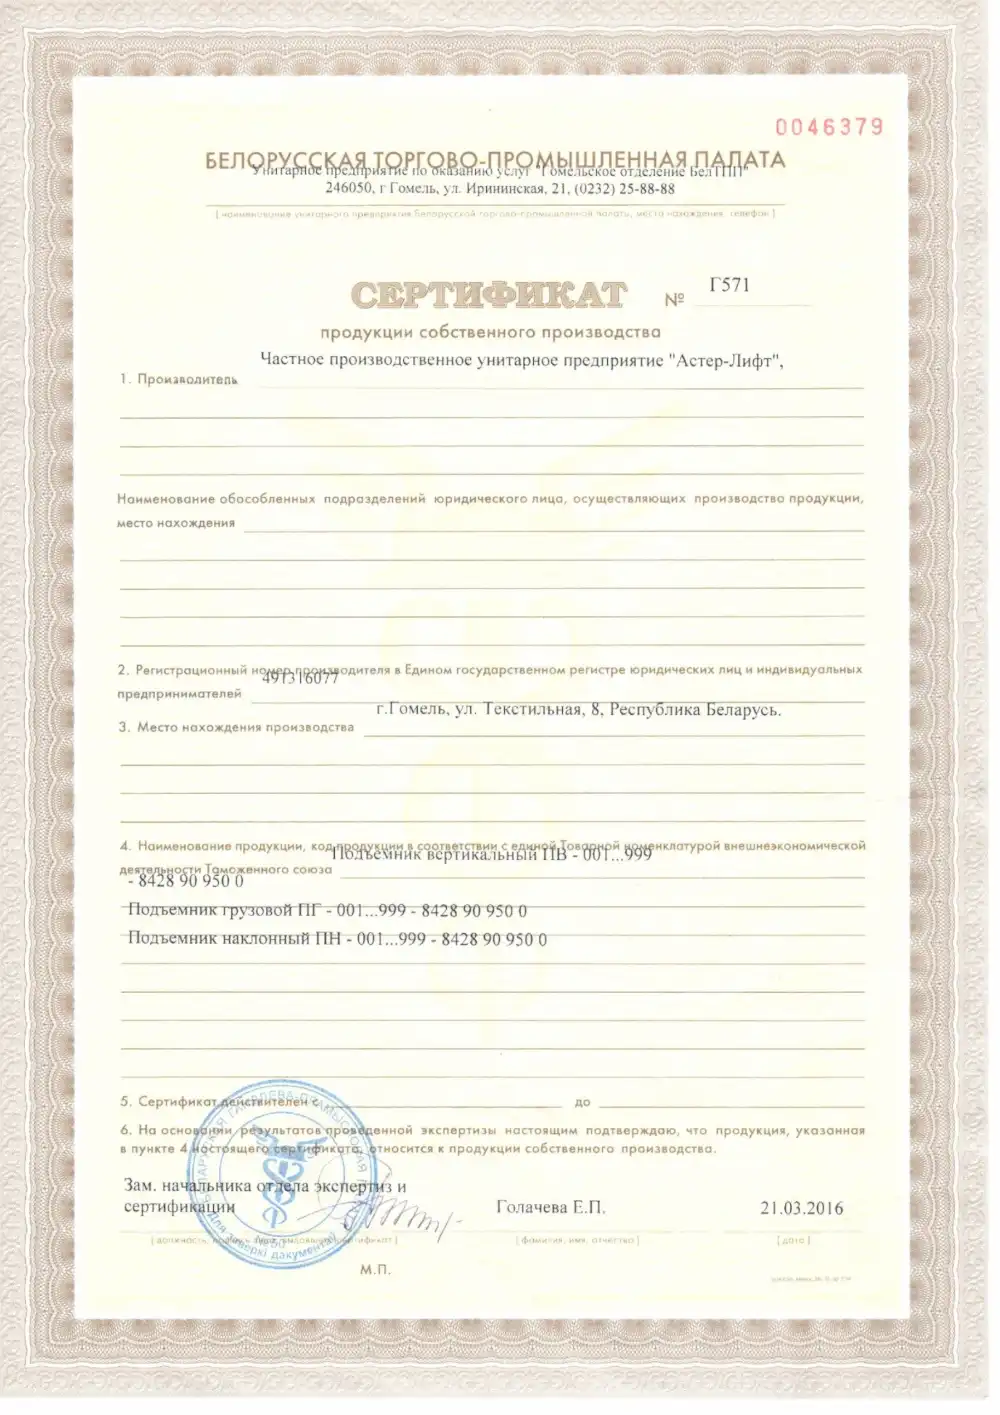 0046379
БЕЛОРУССКАЯ ТОРГОВО-ПРОМЫШЛЕННАЯ ПАЛАТА
Унитарное предприятие по оказанию услуг "Гомельское отделение БелТПП"
246050, г Гомель, ул. Ирининская, 21, (0232) 25-88-88
[ наименование унитарного предприятия Белорусской торгово-промышленной палаты, место нахождения, телефон ]
СЕРТИФИКАТ № Г571
продукции собственного производства
Частное производственное унитарное предприятие "Астер-Лифт",
1. Производитель
Наименование обособленных подразделений юридического лица, осуществляющих производство продукции,
место нахождения
2. Регистрационный номер производителя в Едином государственном регистре юридических лиц и индивидуальных
491316077
предпринимателей
г.Гомель, ул. Текстильная, 8, Республика Беларусь.
3. Место нахождения производства
4. Наименование продукции, код продукции в соответствии с единой Товарной номенклатурой внешнеэкономической
Подъемник вертикальный ПВ - 001...999
деятельности Таможенного союза
- 8428 90 950 0
Подъемник грузовой ПГ - 001...999 - 8428 90 950 0
Подъемник наклонный ПН - 001...999 - 8428 90 950 0
5. Сертификат действителен с до
6. На основании результатов проведенной экспертизы настоящим подтверждаю, что продукция, указанная
в пункте 4 настоящего сертификата, относится к продукции собственного производства.
Зам. начальника отдела экспертиз и
сертификации Голачева Е.П. 21.03.2016
[ фамилия, имя, отчество ] [ дата ]
М.П.